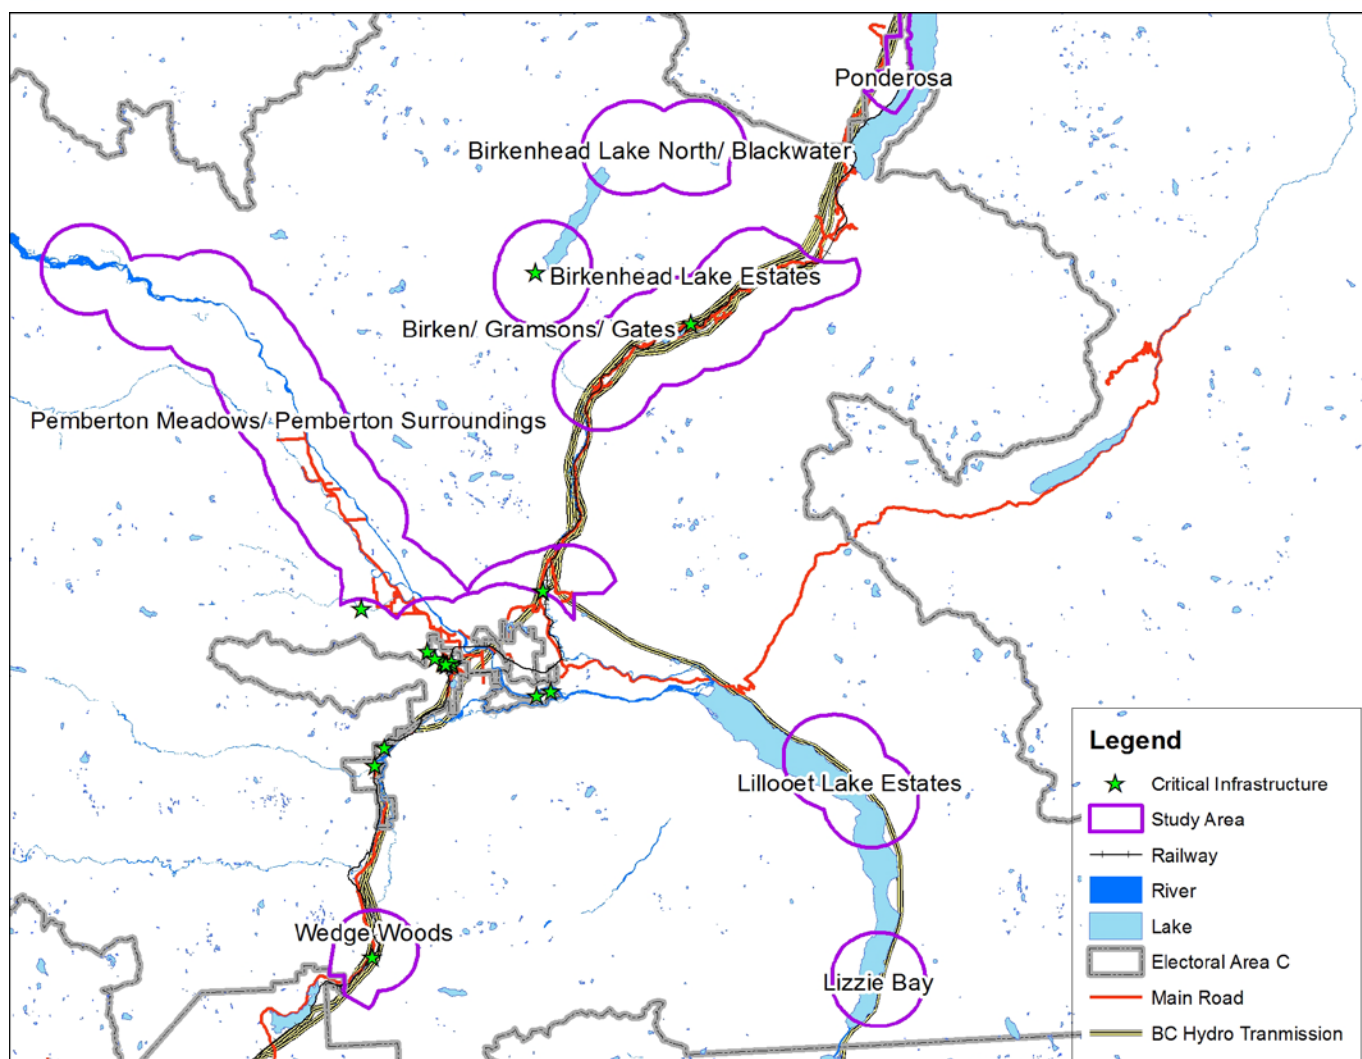 Ponderosa
Birkenhead Lake North/ Blackwater
Birkenhead Lake Estates
Birken/ Gramsons/ Gates
Pemberton Meadows/ Pemberton Surroundings
Lillooet Lake Estates
Wedge Woods
Lizzie Bay
Legend
Critical Infrastructure
Study Area
Railway
River
Lake
Electoral Area C
Main Road
BC Hydro Tranmission